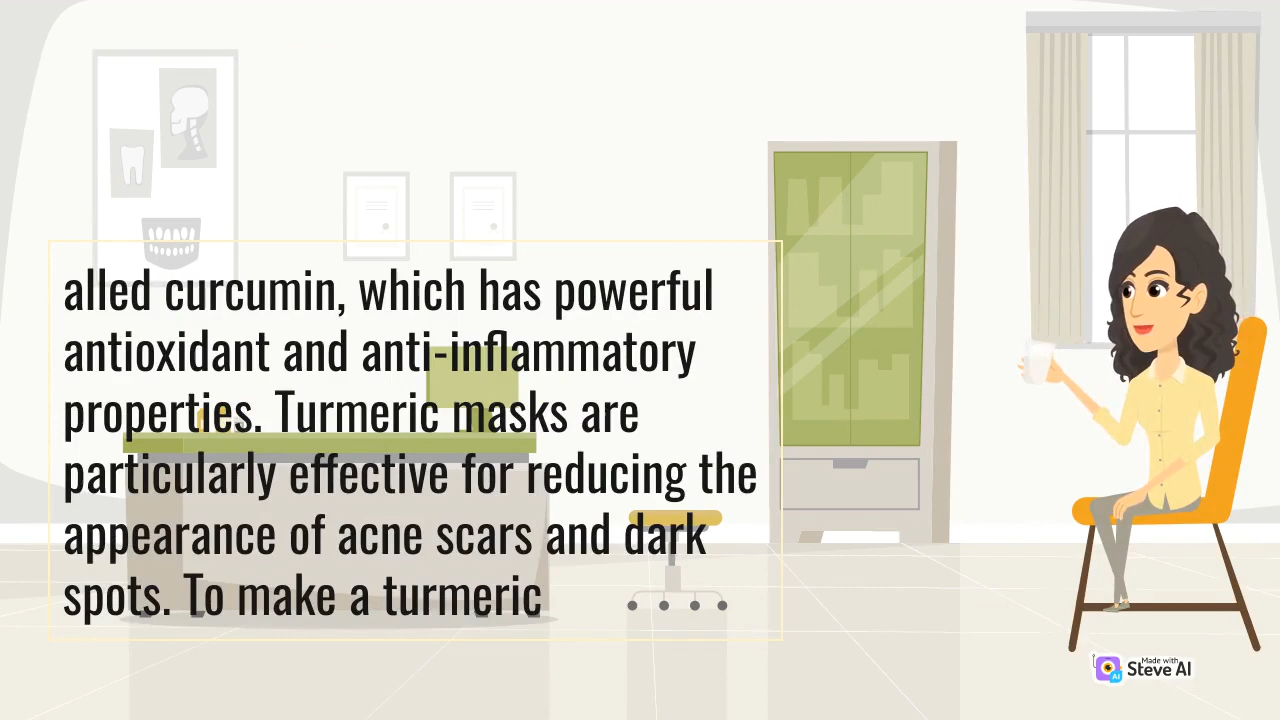 alled curcumin, which has powerful
antioxidant and anti-inflammatory
properties. Turmeric masks are
particularly effective for reducing the
appearance of acne scars and dark
spots. To make a turmeric
Made with
Steve AI
AI